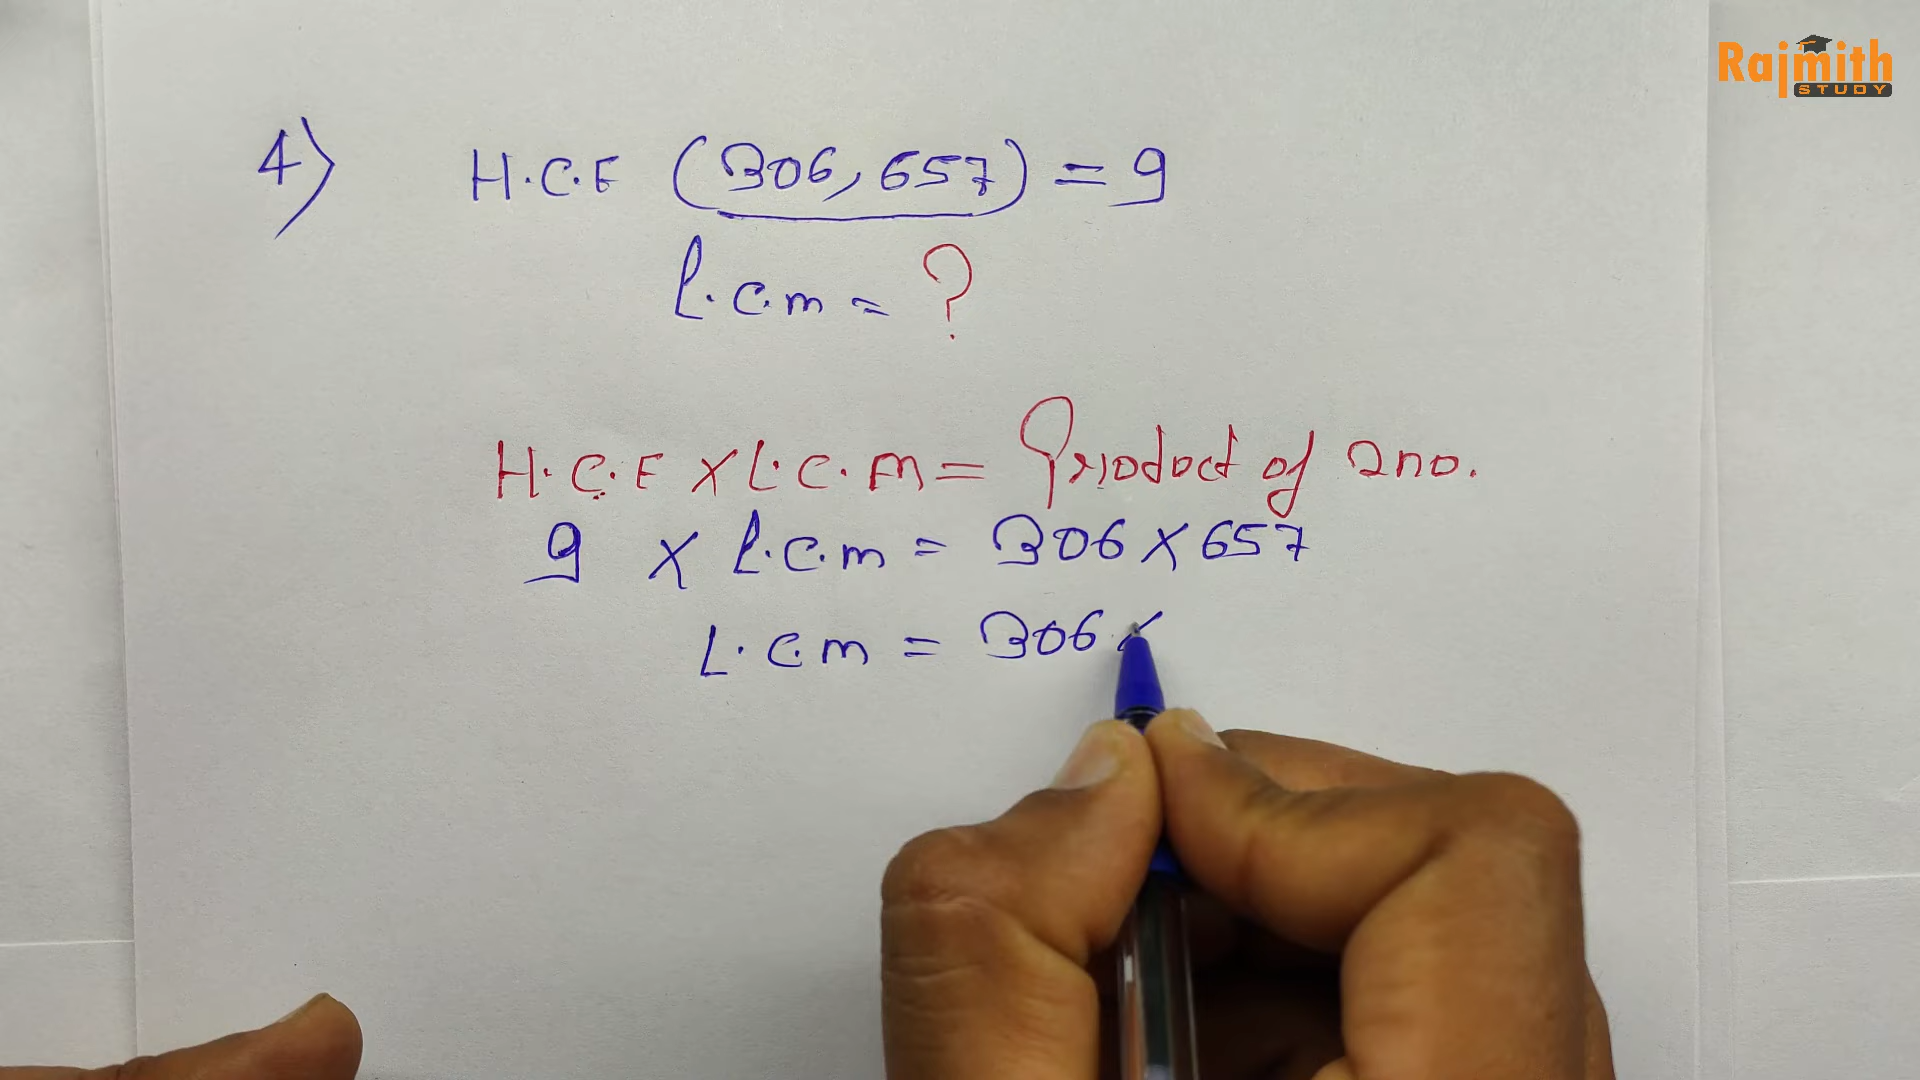 Rajmith
STUDY
4) H.C.F (306, 657) = 9
L.C.m = ?
H.C.F X L.C.M = Product of 2no.
9 X L.C.m = 306 X 657
L.C.m = 306 X